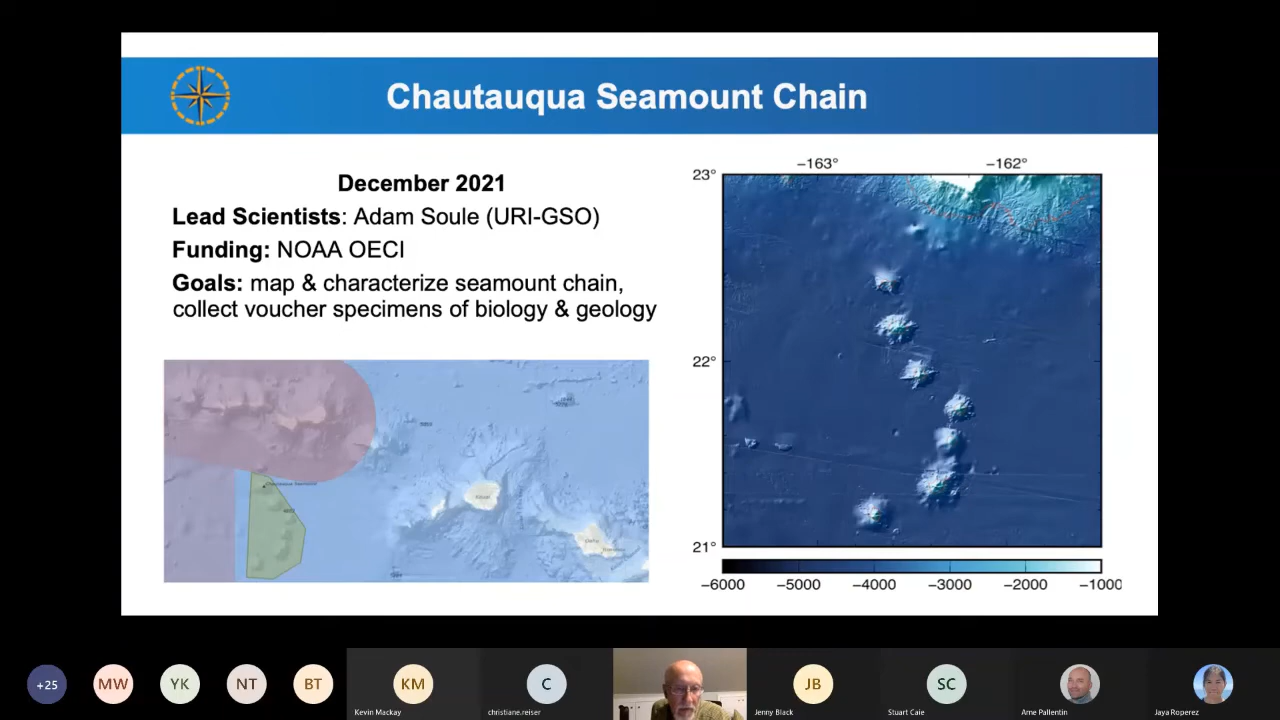 Chautauqua Seamount Chain
December 2021
Lead Scientists: Adam Soule (URI-GSO)
Funding: NOAA OECI
Goals: map & characterize seamount chain,
collect voucher specimens of biology & geology
−163° −162°
23°
22°
21°
−6000 −5000 −4000 −3000 −2000 −1000
+25 MW YK NT BT KM C JB SC
Kevin Mackay christiane.reiser Jenny Black Stuart Caie Arne Pallentin Jaya Roperez